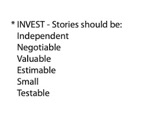 * INVEST - Stories should be:
Independent
Negotiable
Valuable
Estimable
Small
Testable